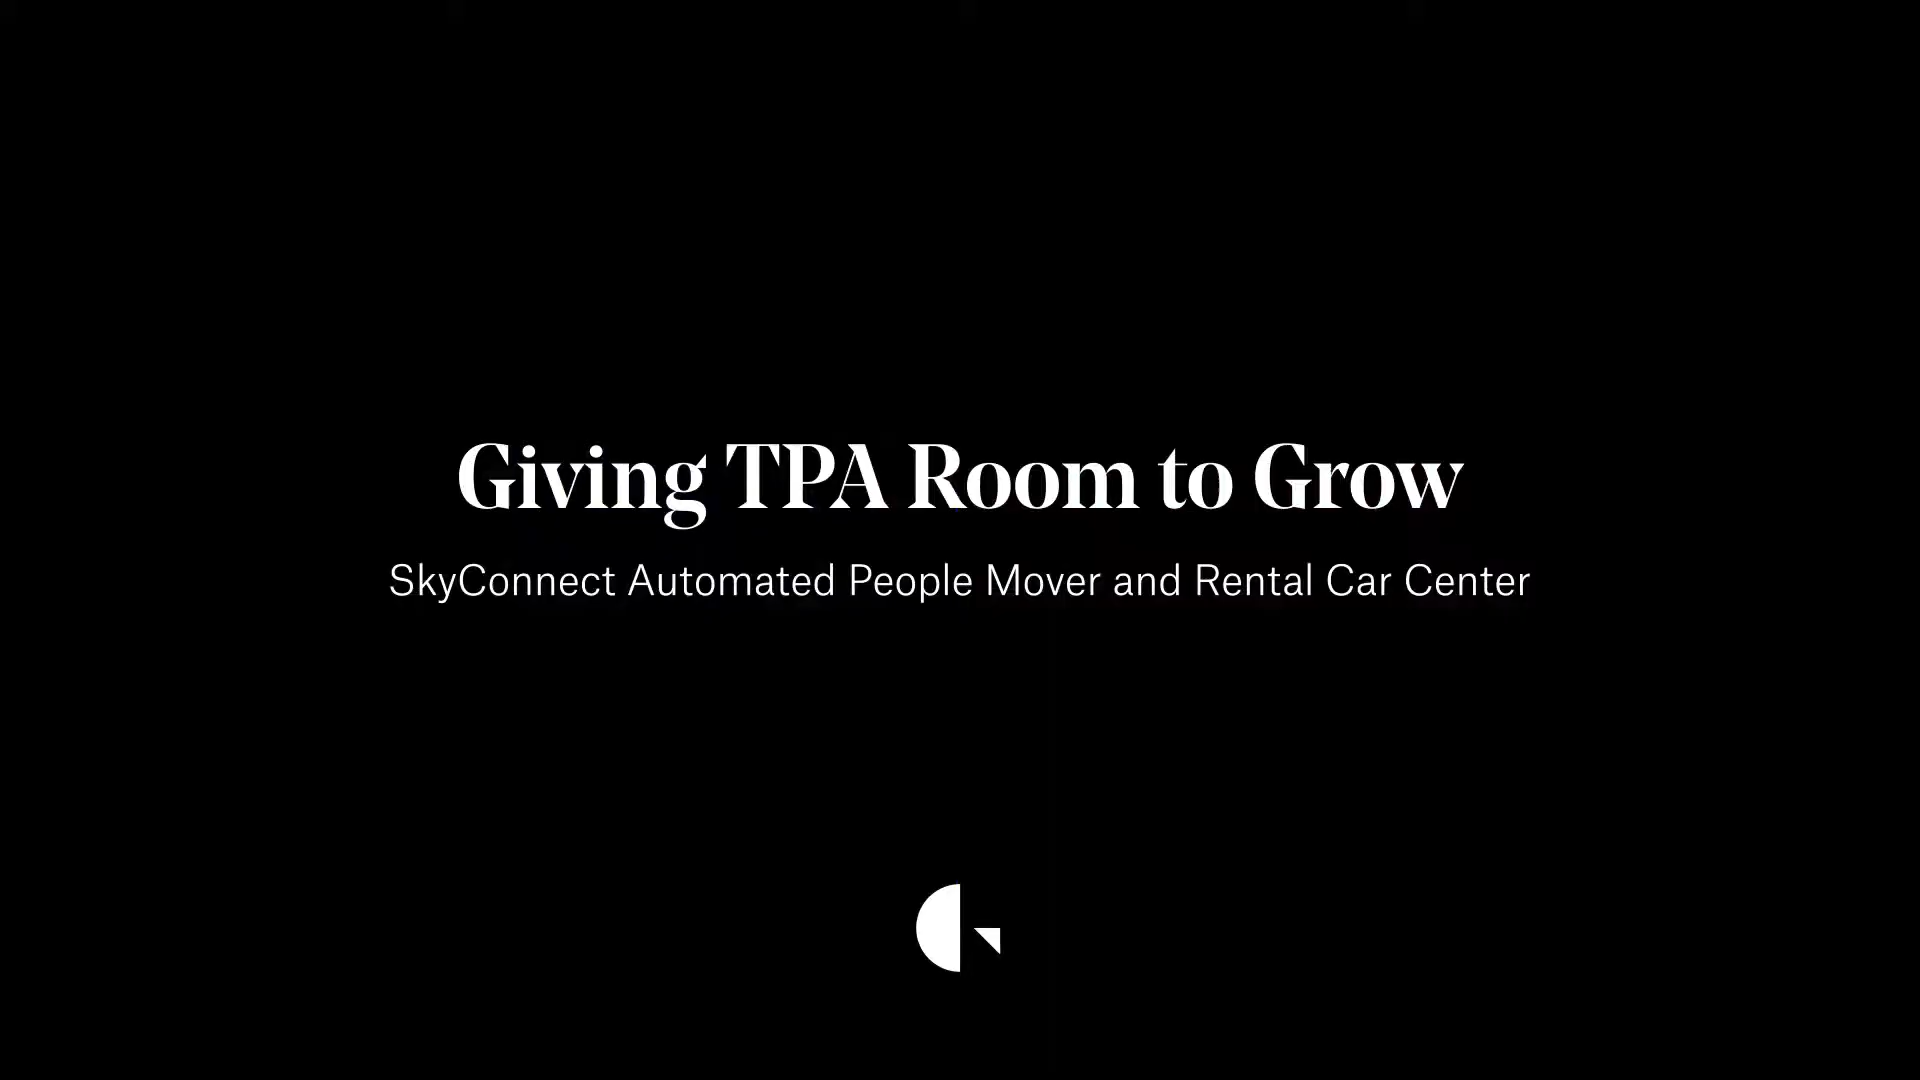 Giving TPA Room to Grow
SkyConnect Automated People Mover and Rental Car Center